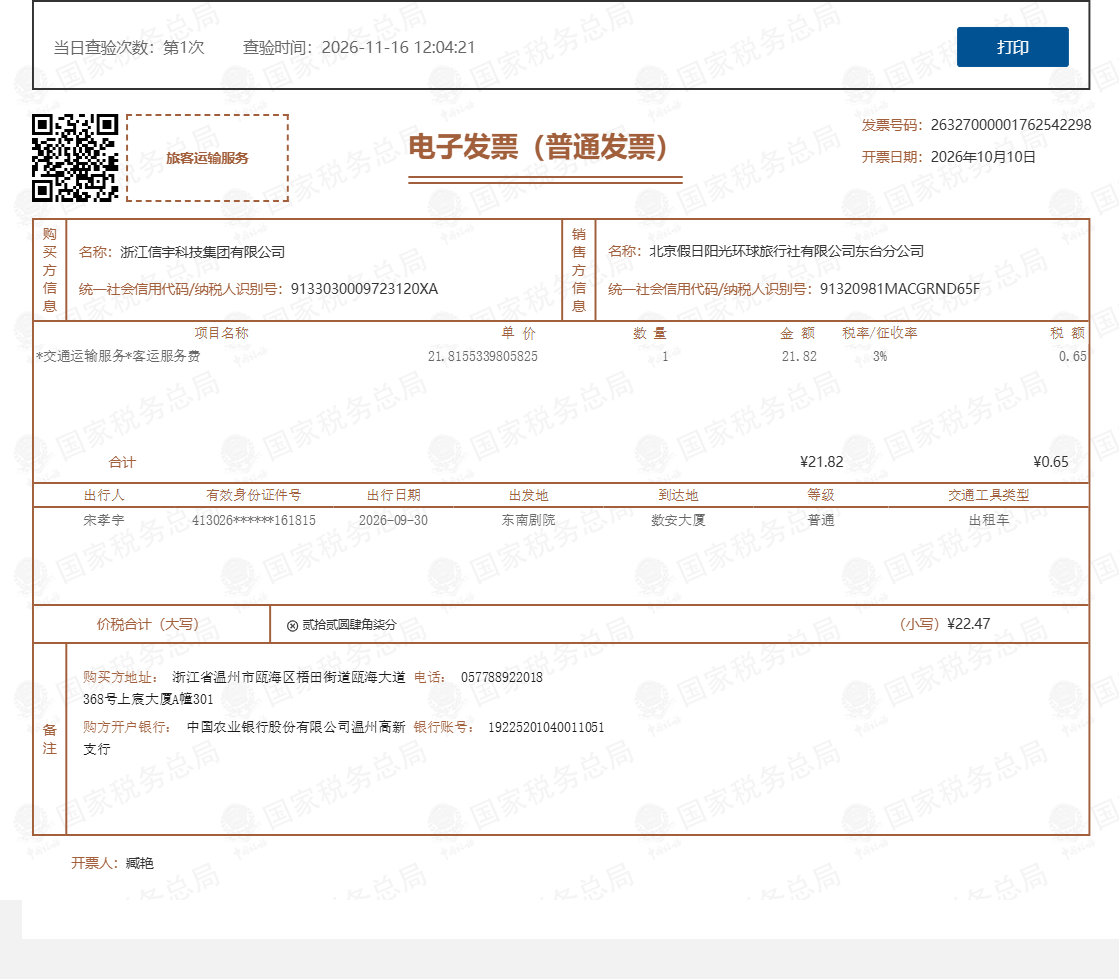 当日查验次数：第1次 查验时间：2026-11-16 12:04:21 打印
旅客运输服务
电子发票（普通发票）
发票号码：26327000001762542298
开票日期：2026年10月10日
购买方信息
名称：浙江信宇科技集团有限公司
统一社会信用代码/纳税人识别号：9133030009723120XA
销售方信息
名称：北京假日阳光环球旅行社有限公司东台分公司
统一社会信用代码/纳税人识别号：91320981MACGRND65F
项目名称 单价 数量 金额 税率/征收率 税额
*交通运输服务*客运服务费 21.8155339805825 1 21.82 3% 0.65
合计 ¥21.82 ¥0.65
出行人 有效身份证件号 出行日期 出发地 到达地 等级 交通工具类型
宋孝宇 413026******161815 2026-09-30 东南剧院 数安大厦 普通 出租车
价税合计（大写） ⊗ 贰拾贰圆肆角柒分 （小写）¥22.47
备注
购买方地址： 浙江省温州市瓯海区梧田街道瓯海大道 电话： 057788922018
368号上宸大厦A幢301
购方开户银行： 中国农业银行股份有限公司温州高新 银行账号： 19225201040011051
支行
开票人：臧艳
国家税务总局